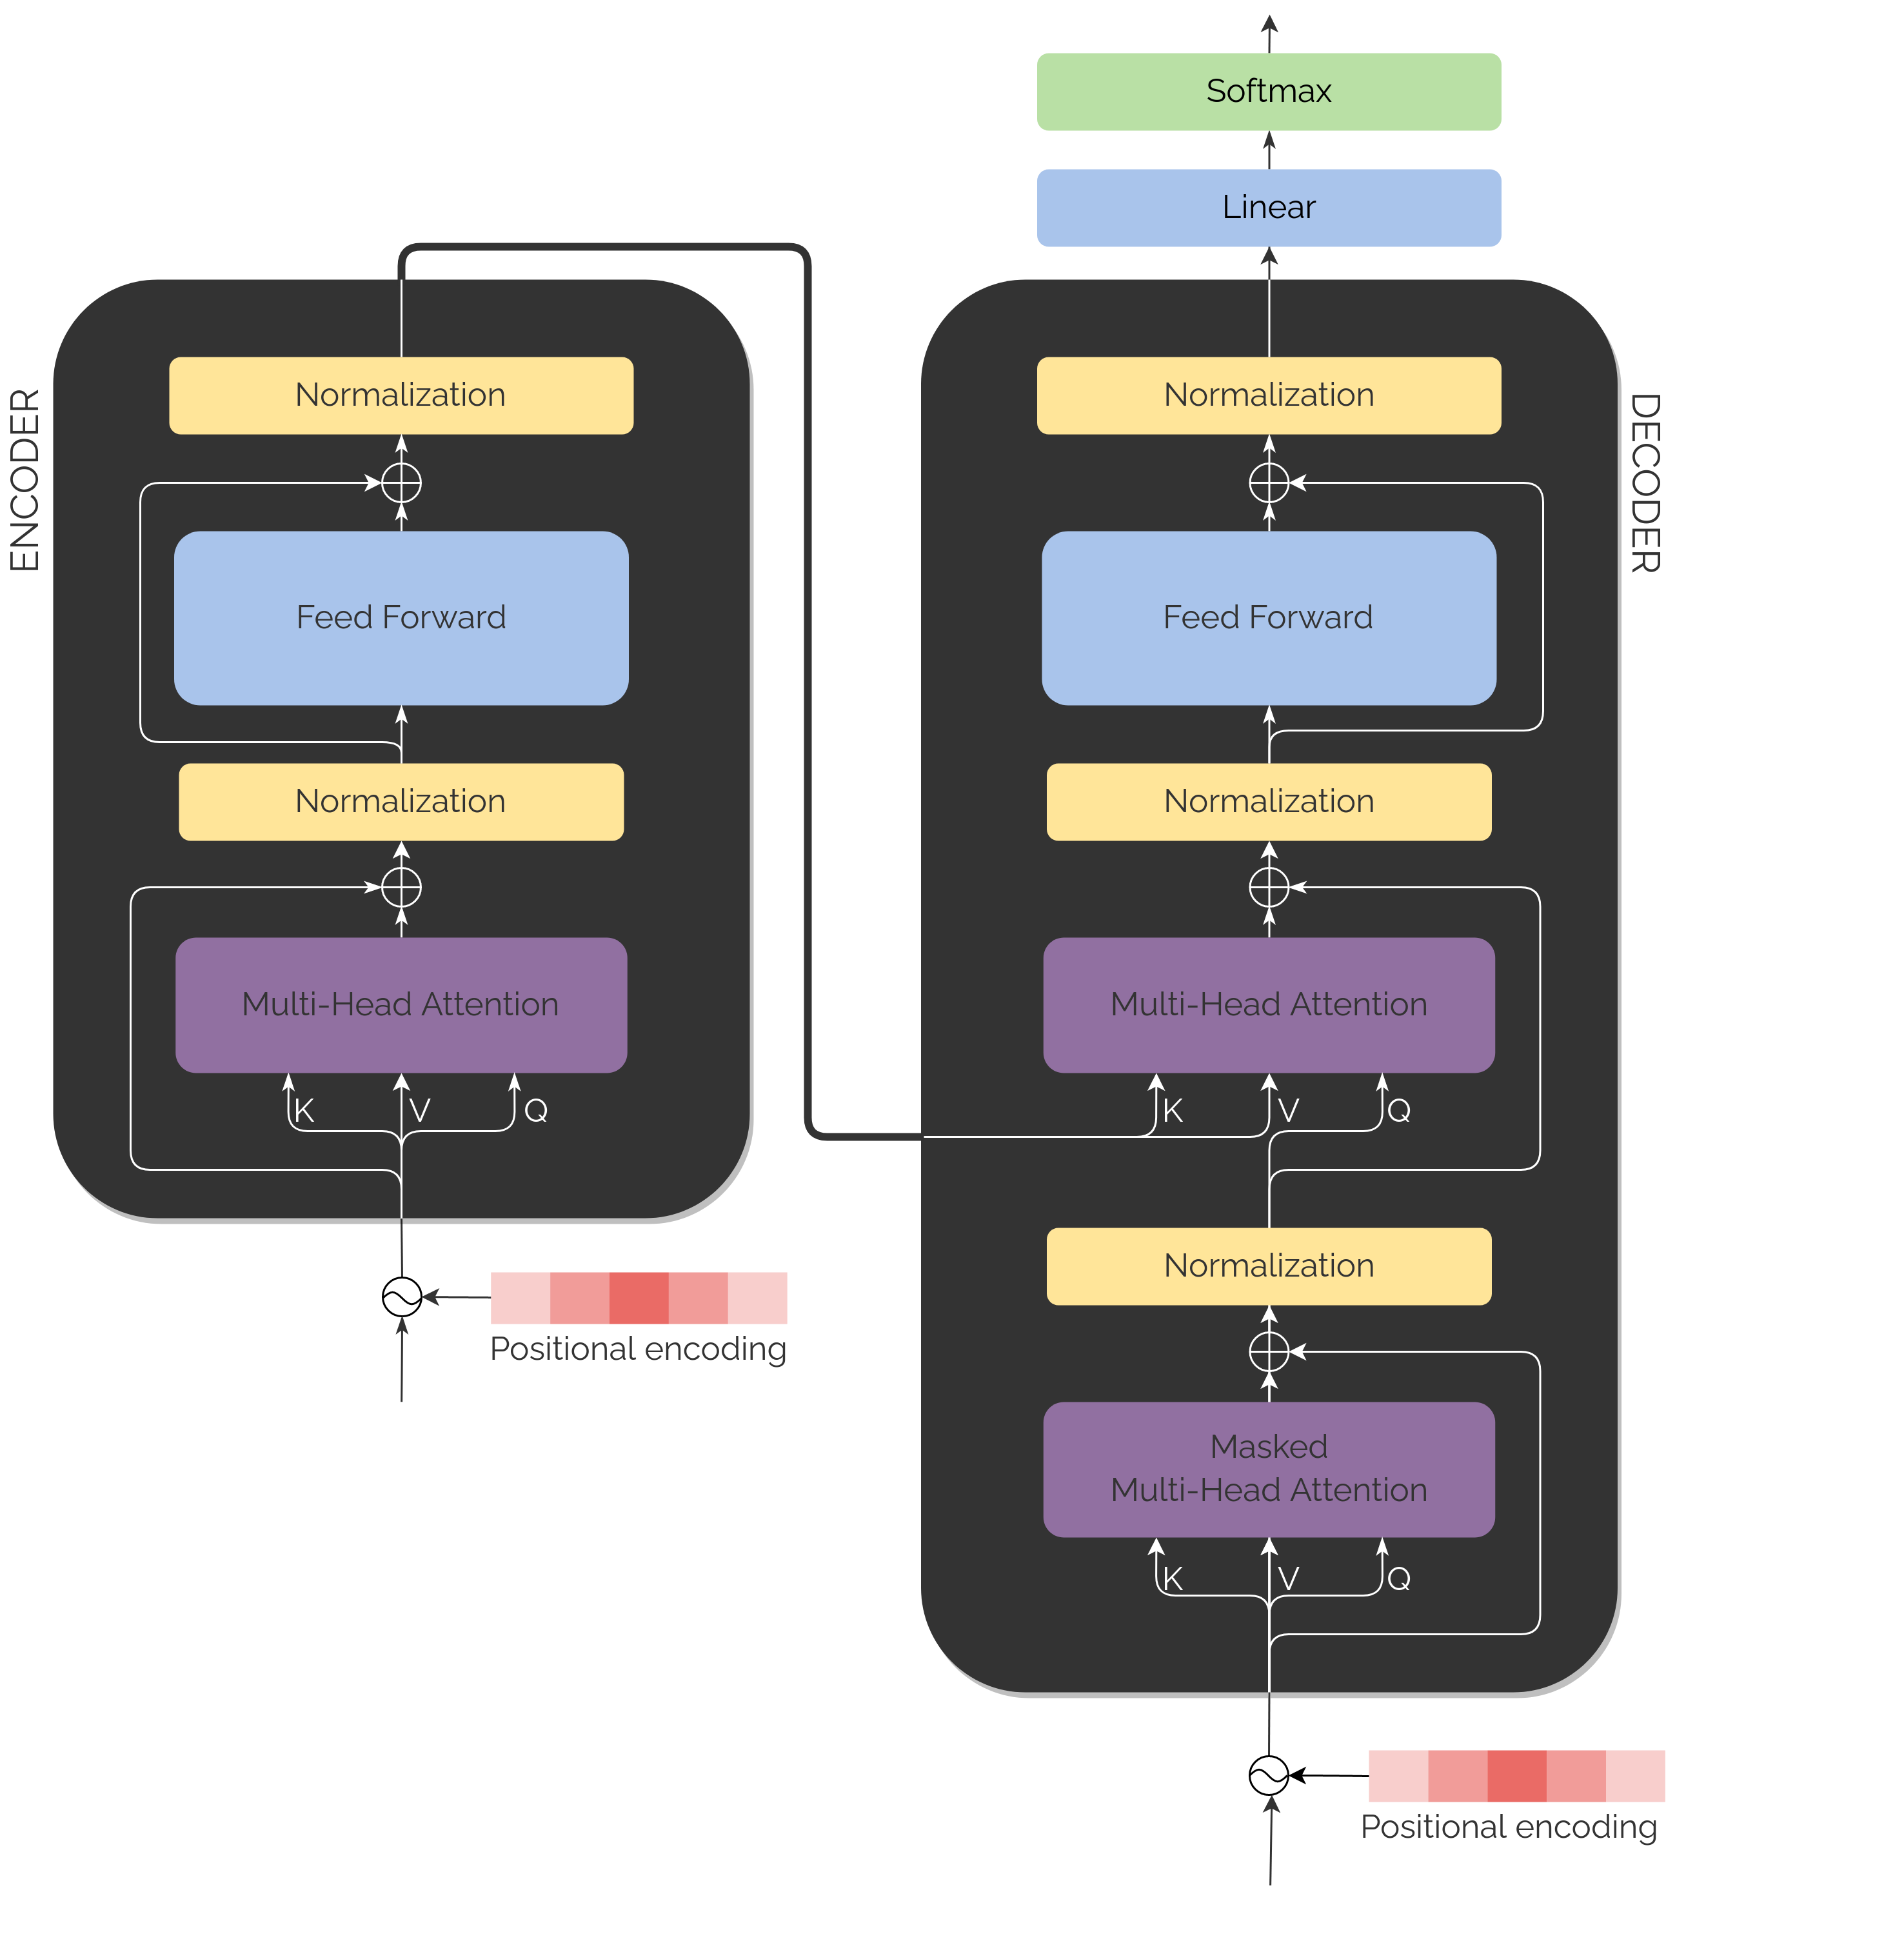 ENCODER
Normalization
Feed Forward
Normalization
Multi-Head Attention
K V Q
Positional encoding
Softmax
Linear
DECODER
Normalization
Feed Forward
Normalization
Multi-Head Attention
K V Q
Normalization
Masked
Multi-Head Attention
K V Q
Positional encoding